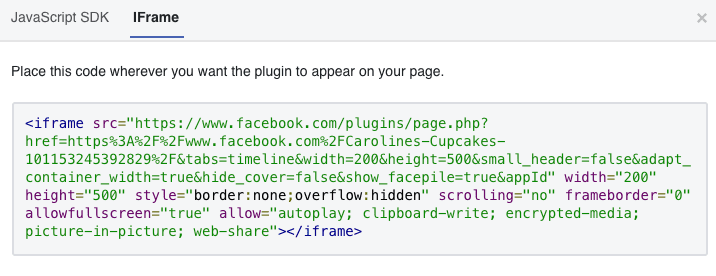 JavaScript SDK IFrame ×
Place this code wherever you want the plugin to appear on your page.
<iframe src="https://www.facebook.com/plugins/page.php?
href=https%3A%2F%2Fwww.facebook.com%2FCarolines-Cupcakes-
101153245392829%2F&tabs=timeline&width=200&height=500&small_header=false&adapt_
container_width=true&hide_cover=false&show_facepile=true&appId" width="200"
height="500" style="border:none;overflow:hidden" scrolling="no" frameborder="0"
allowfullscreen="true" allow="autoplay; clipboard-write; encrypted-media;
picture-in-picture; web-share"></iframe>